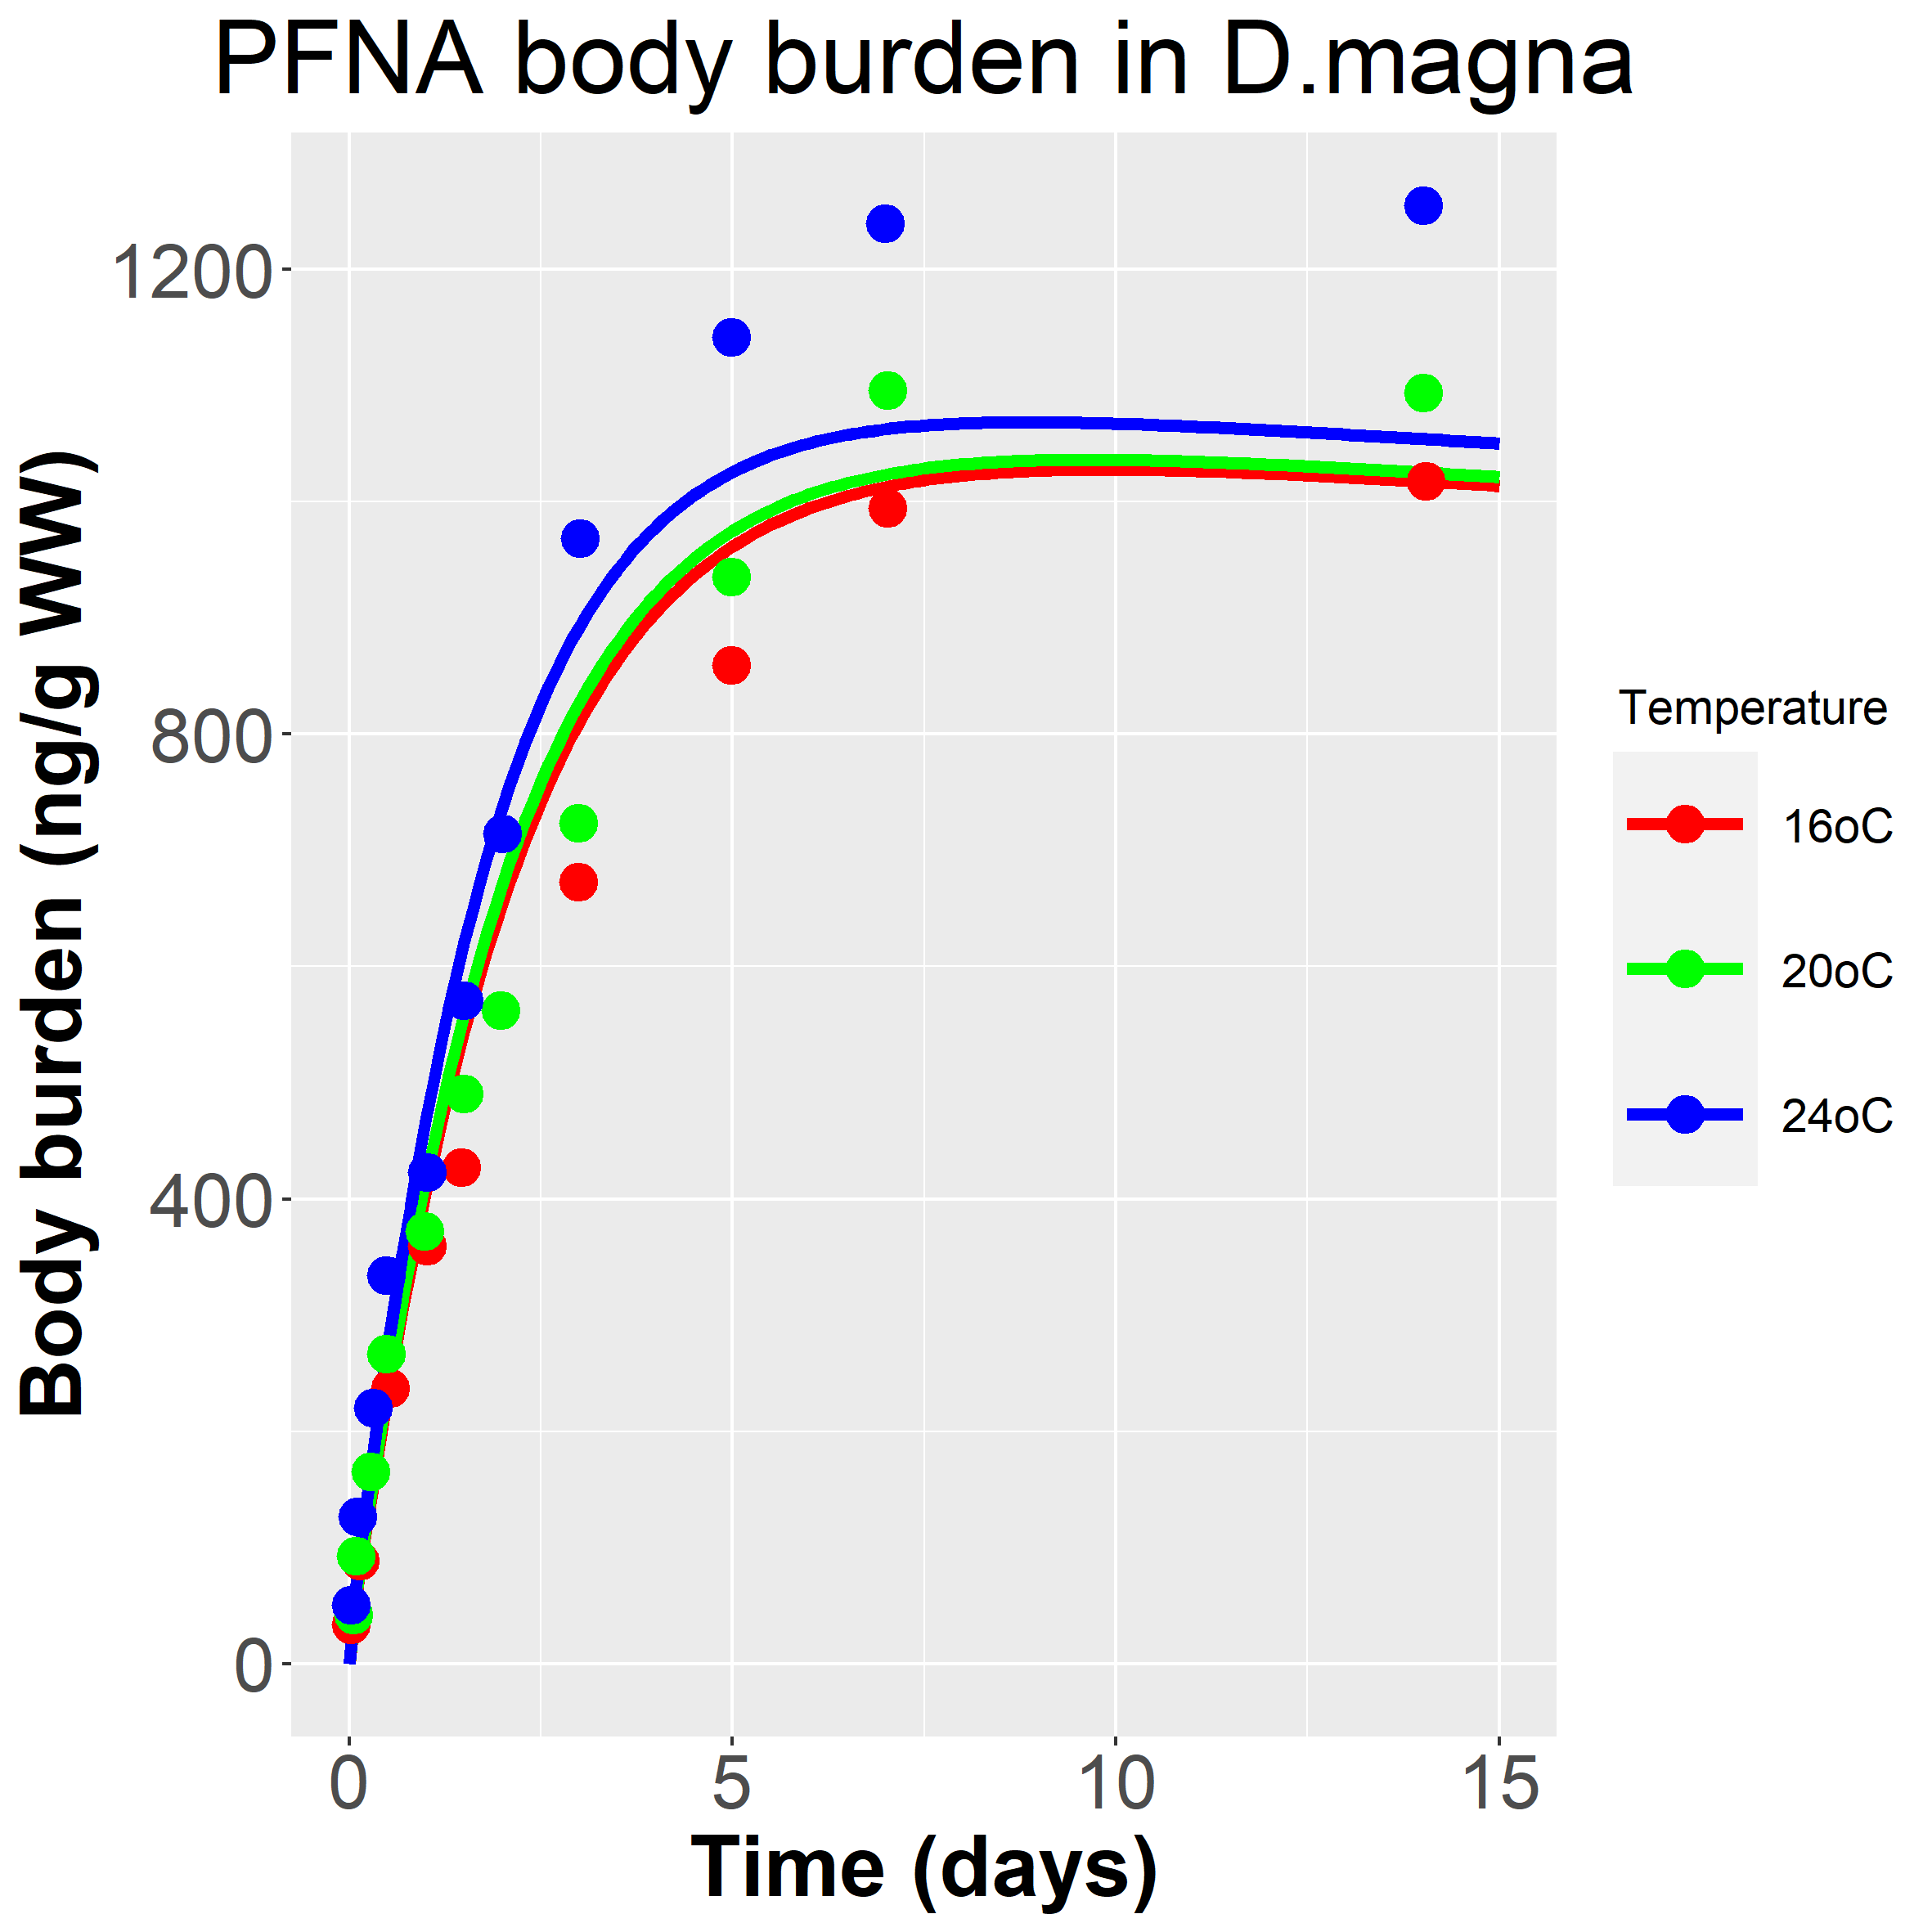 PFNA body burden in D.magna
Body burden (ng/g WW)
1200
800
400
0
0 5 10 15
Time (days)
Temperature
16oC
20oC
24oC